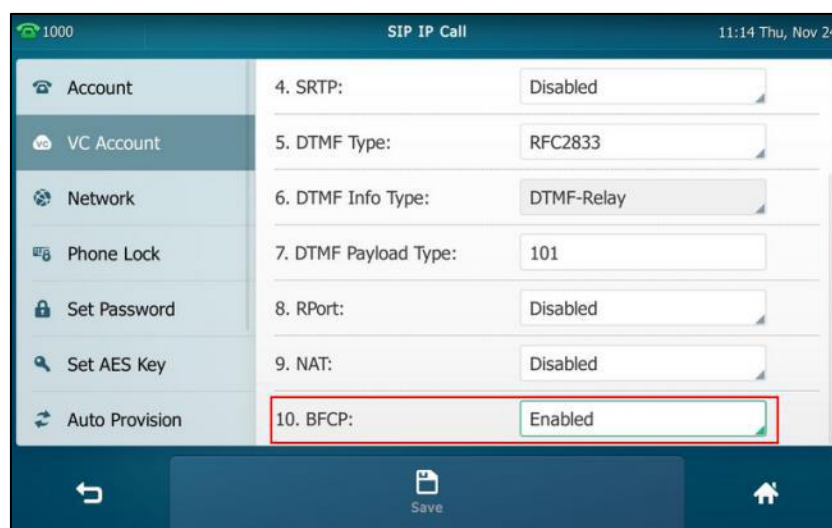 1000 SIP IP Call 11:14 Thu, Nov 24
Account
VC Account
Network
Phone Lock
Set Password
Set AES Key
Auto Provision
4. SRTP: Disabled
5. DTMF Type: RFC2833
6. DTMF Info Type: DTMF-Relay
7. DTMF Payload Type: 101
8. RPort: Disabled
9. NAT: Disabled
10. BFCP: Enabled
Save